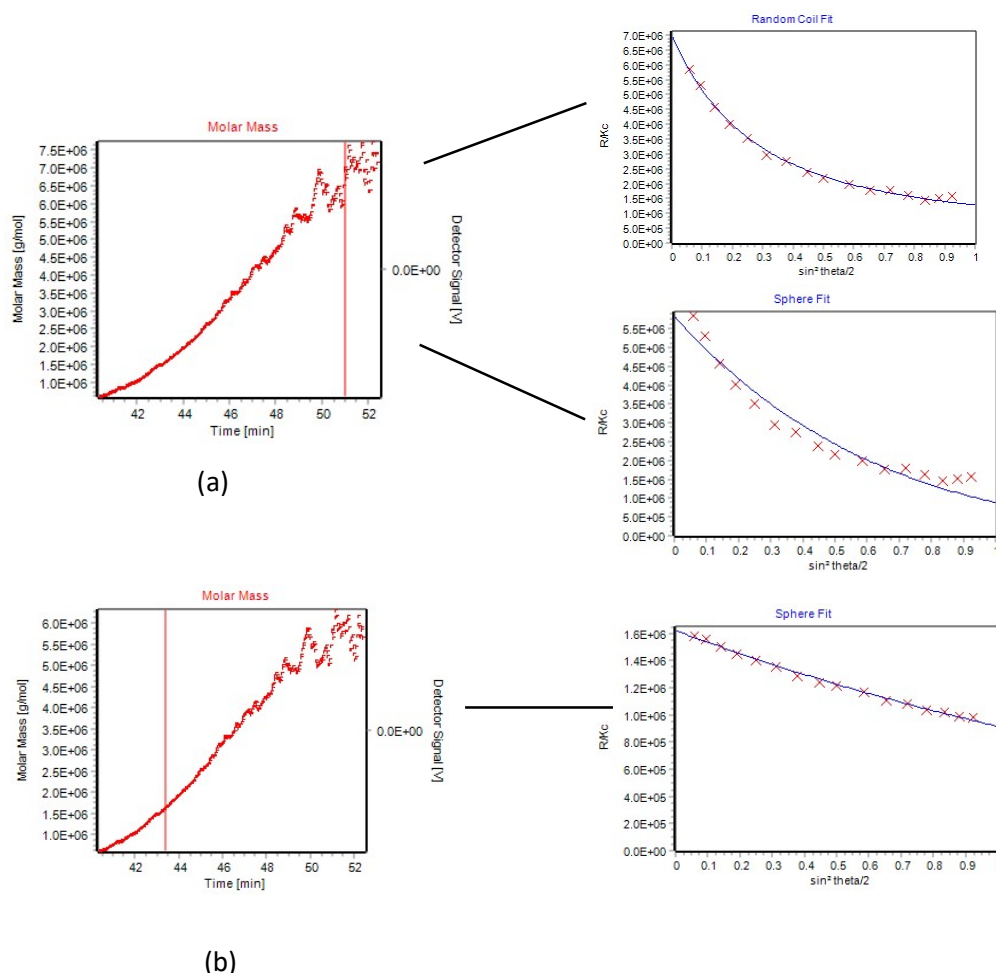 Random Coil Fit
7.0E+06
6.5E+06
6.0E+06
5.5E+06
5.0E+06
4.5E+06
4.0E+06
3.5E+06
3.0E+06
2.5E+06
2.0E+06
1.5E+06
1.0E+06
5.0E+05
0.0E+00
R/Kc
0 0.1 0.2 0.3 0.4 0.5 0.6 0.7 0.8 0.9 1
sin² theta/2
Molar Mass
7.5E+06
7.0E+06
6.5E+06
6.0E+06
5.5E+06
5.0E+06
4.5E+06
4.0E+06
3.5E+06
3.0E+06
2.5E+06
2.0E+06
1.5E+06
1.0E+06
Molar Mass [g/mol]
42 44 46 48 50 52
Time [min]
0.0E+00
Detector Signal [V]
(a)
Sphere Fit
5.5E+06
5.0E+06
4.5E+06
4.0E+06
3.5E+06
3.0E+06
2.5E+06
2.0E+06
1.5E+06
1.0E+06
5.0E+05
0.0E+00
R/Kc
0 0.1 0.2 0.3 0.4 0.5 0.6 0.7 0.8 0.9
sin² theta/2
Molar Mass
6.0E+06
5.5E+06
5.0E+06
4.5E+06
4.0E+06
3.5E+06
3.0E+06
2.5E+06
2.0E+06
1.5E+06
1.0E+06
Molar Mass [g/mol]
42 44 46 48 50 52
Time [min]
0.0E+00
Detector Signal [V]
Sphere Fit
1.6E+06
1.4E+06
1.2E+06
1.0E+06
8.0E+05
6.0E+05
4.0E+05
2.0E+05
0.0E+00
R/Kc
0 0.1 0.2 0.3 0.4 0.5 0.6 0.7 0.8 0.9
sin² theta/2
(b)